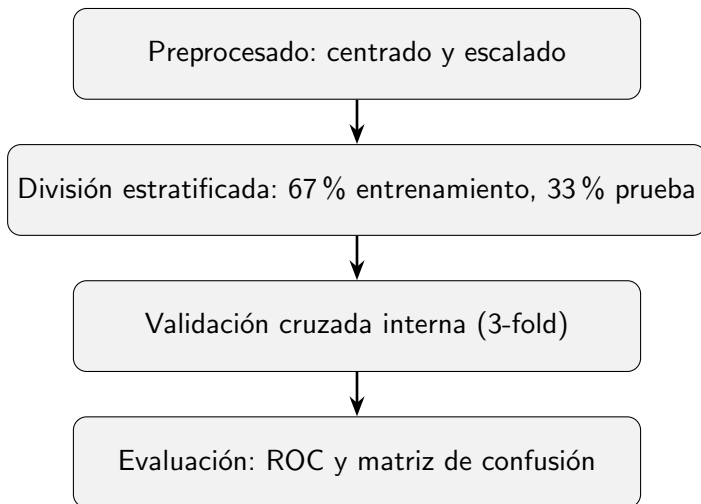 Preprocesado: centrado y escalado
División estratificada: 67 % entrenamiento, 33 % prueba
Validación cruzada interna (3-fold)
Evaluación: ROC y matriz de confusión